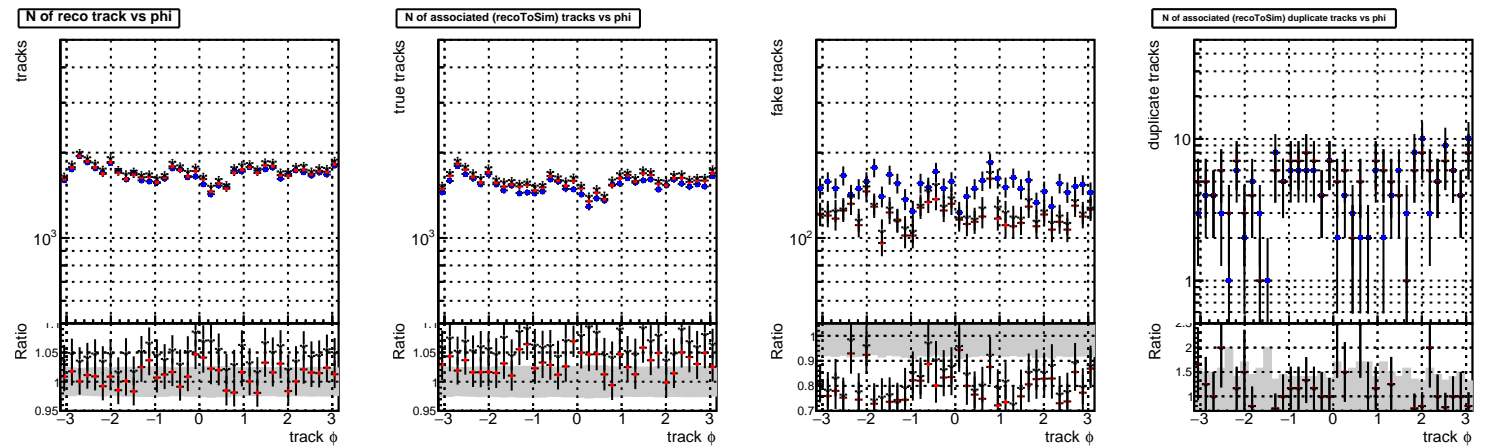 N of reco track vs phi
tracks
10³
Ratio
1.1
1.05
1
0.95
−3 −2 −1 0 1 2 3
track ϕ
N of associated (recoToSim) tracks vs phi
true tracks
10³
Ratio
1.1
1.05
1
0.95
−3 −2 −1 0 1 2 3
track ϕ
fake tracks
10²
Ratio
1
0.9
0.8
0.7
−3 −2 −1 0 1 2 3
track ϕ
N of associated (recoToSim) duplicate tracks vs phi
duplicate tracks
10
1
Ratio
2.5
2
1.5
1
−3 −2 −1 0 1 2 3
track ϕ